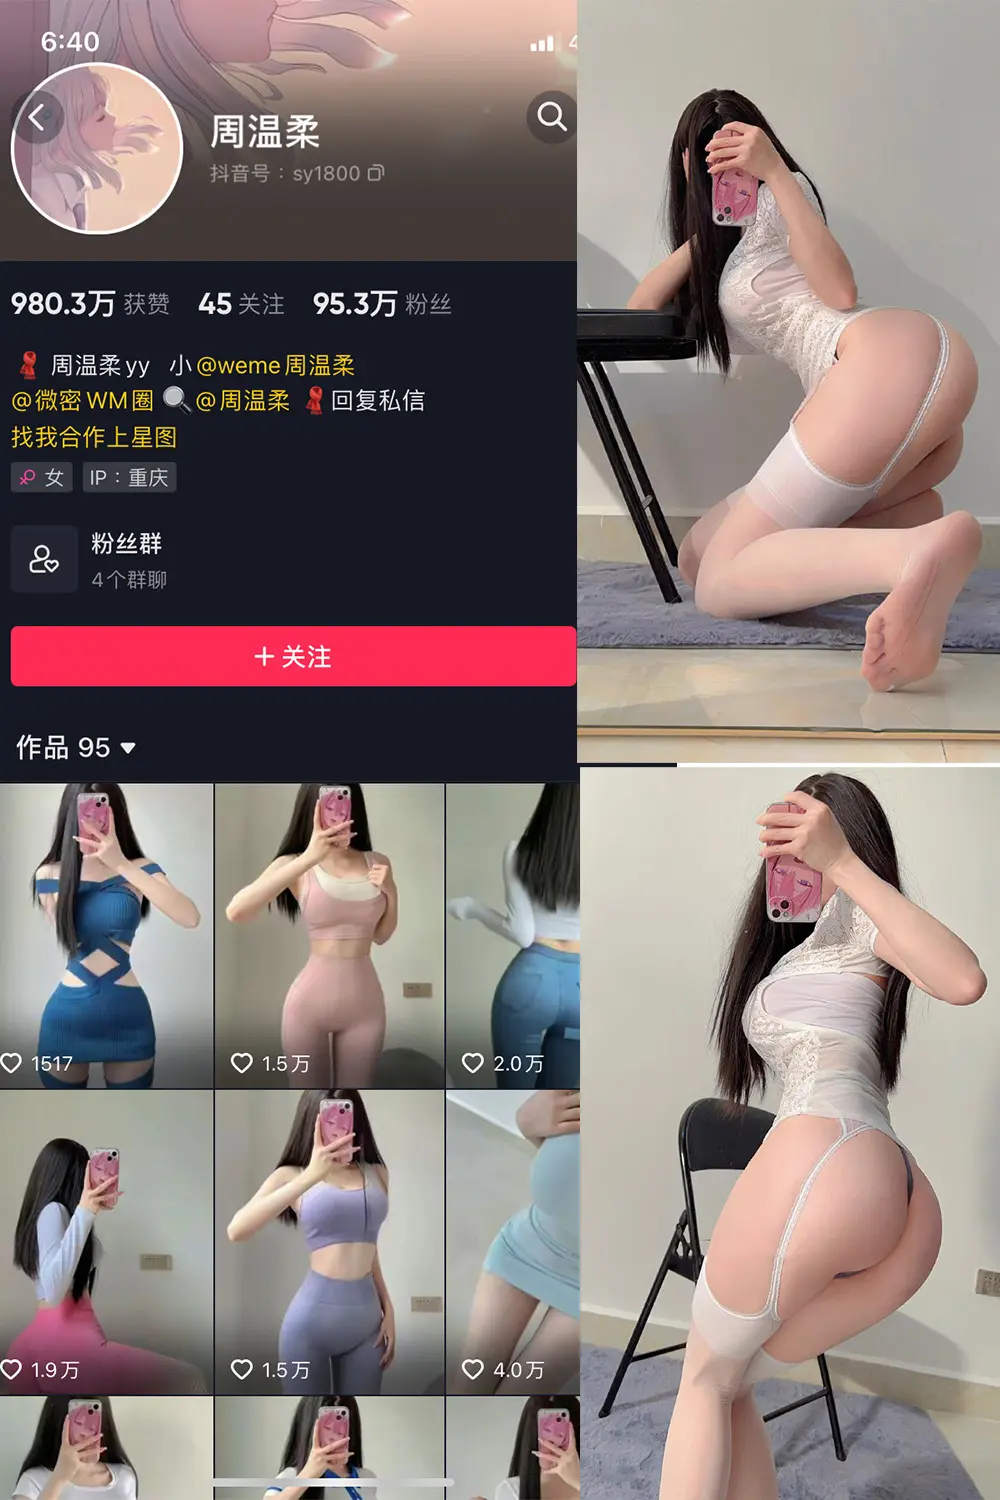 6:40
4
周温柔
抖音号：sy1800
980.3万 获赞 45 关注 95.3万 粉丝
周温柔yy 小@weme周温柔
@微密WM圈 @周温柔 回复私信
找我合作上星图
女 IP：重庆
粉丝群
4个群聊
+ 关注
作品 95
1517 1.5万 2.0万
1.9万 1.5万 4.0万